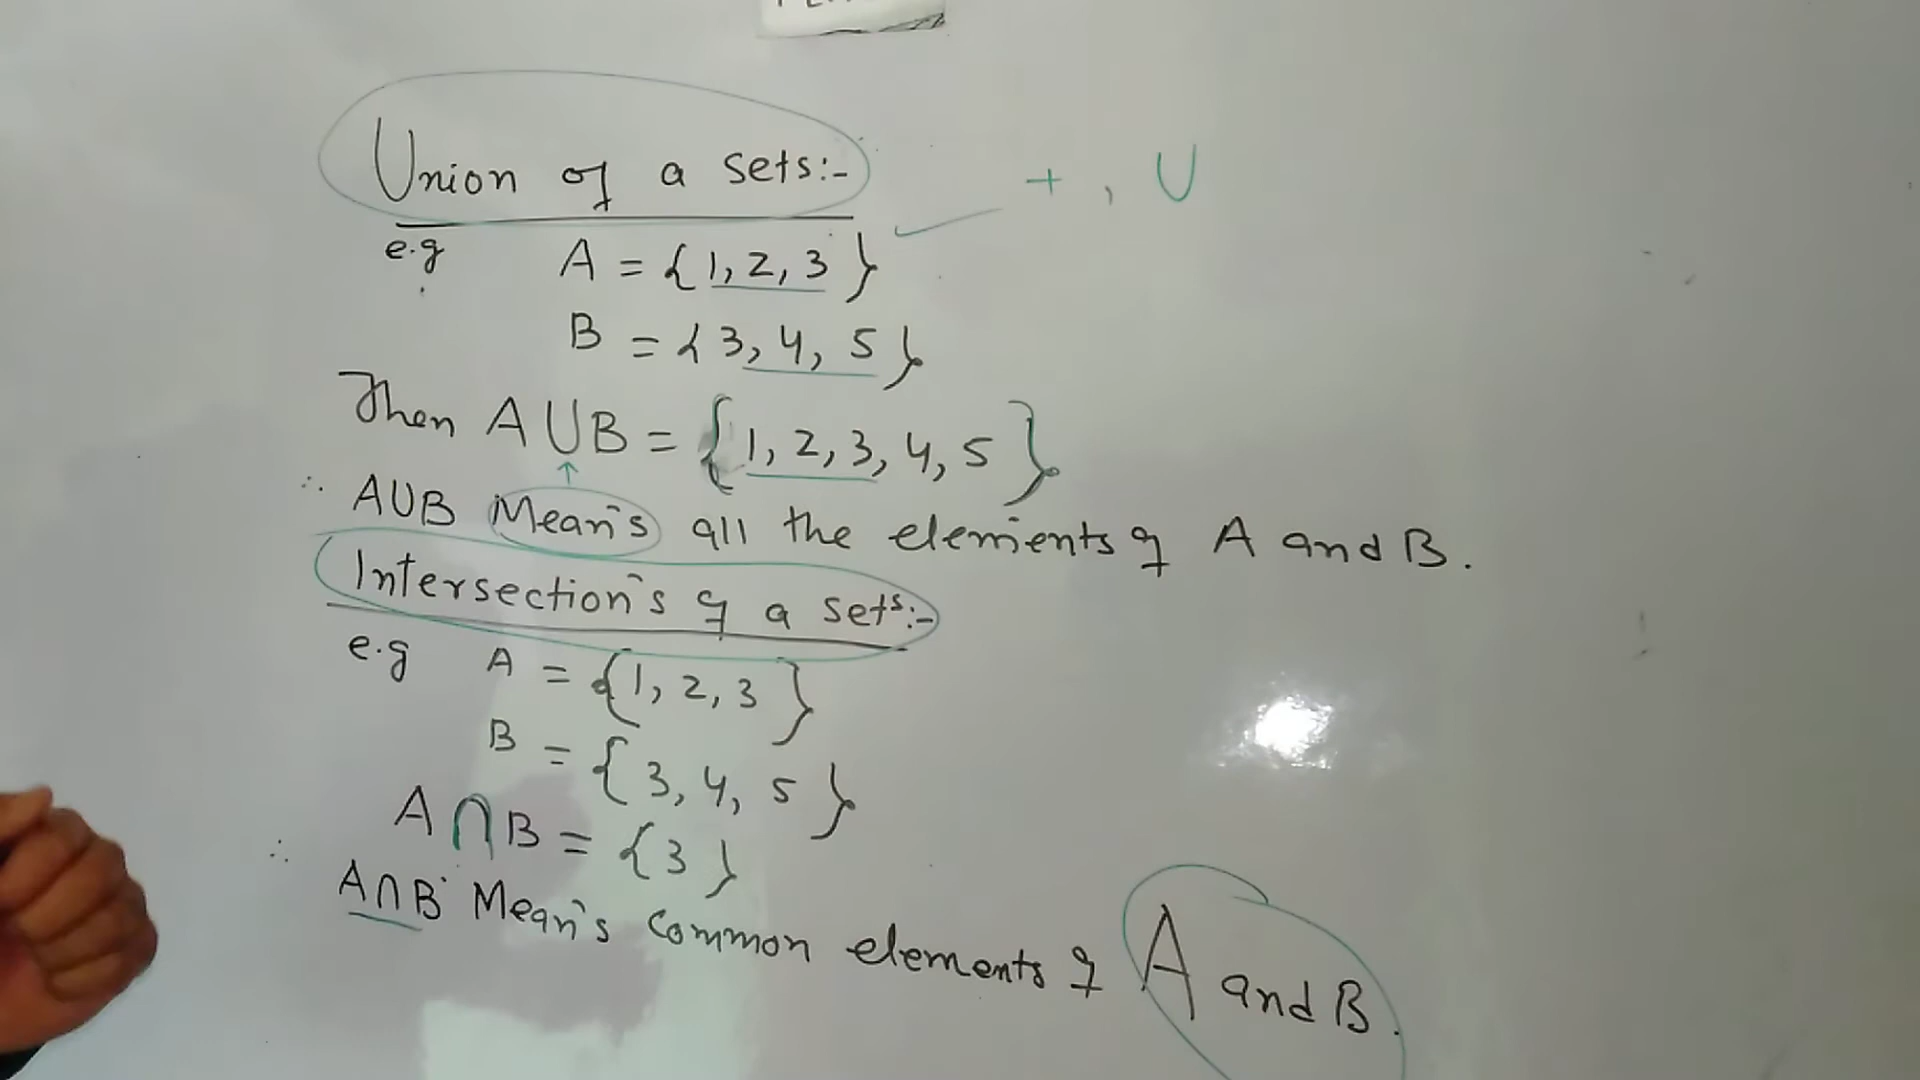 Union of a sets:-
+ , U
e.g A = {1, 2, 3}
B = {3, 4, 5}
Then A U B = {1, 2, 3, 4, 5}
∴ AUB Mean's all the elements of A and B.
Intersection's of a sets:-
e.g A = {1, 2, 3}
B = {3, 4, 5}
A ∩ B = {3}
∴ A∩B Mean's common elements of A and B.